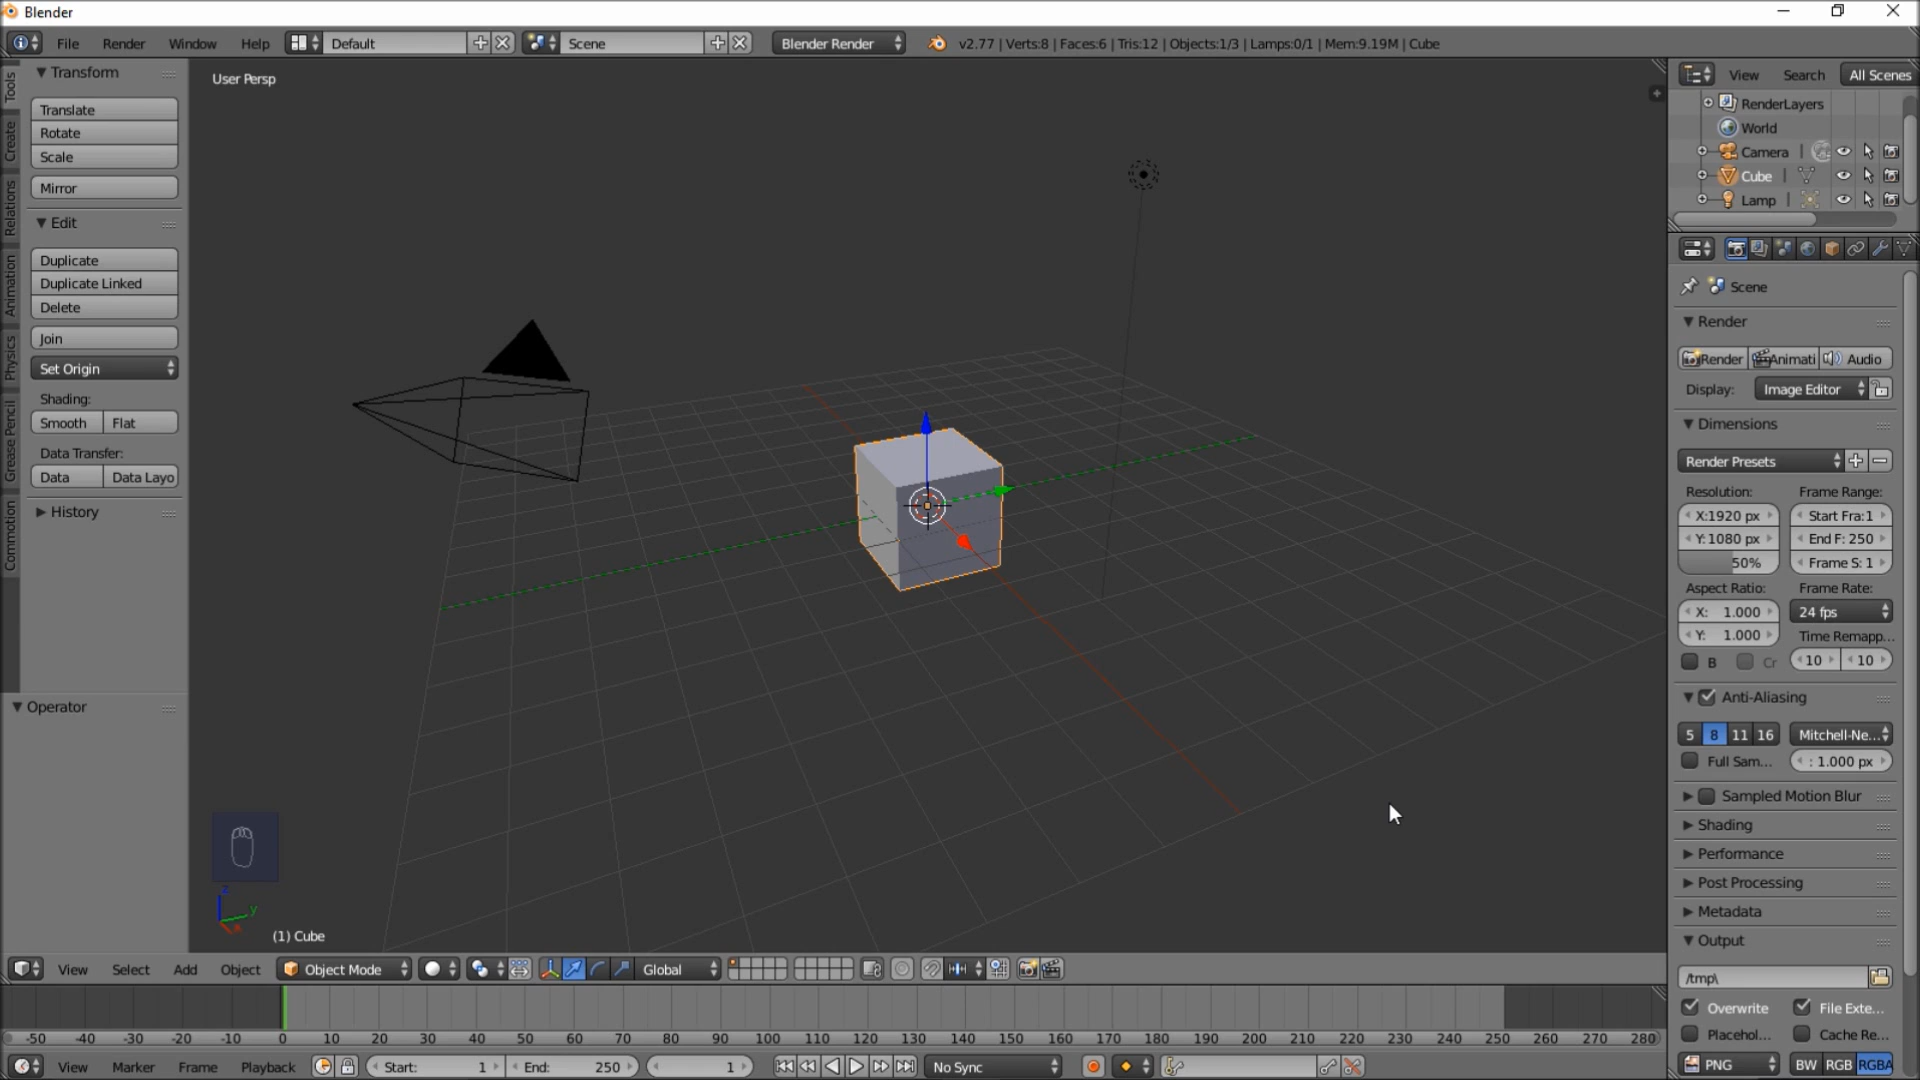 Blender
File Render Window Help Default Scene Blender Render v2.77 | Verts:8 | Faces:6 | Tris:12 | Objects:1/3 | Lamps:0/1 | Mem:9.19M | Cube
Tools
Create
Relations
Animation
Physics
Grease Pencil
Commotion
Transform
Translate
Rotate
Scale
Mirror
Edit
Duplicate
Duplicate Linked
Delete
Join
Set Origin
Shading:
Smooth Flat
Data Transfer:
Data Data Layo
History
Operator
User Persp
z
y
(1) Cube
View Search All Scenes
RenderLayers
World
Camera
Cube
Lamp
Scene
Render
Render Animati Audio
Display: Image Editor
Dimensions
Render Presets
Resolution: Frame Range:
X:1920 px Start Fra:1
Y:1080 px End F: 250
50% Frame S: 1
Aspect Ratio: Frame Rate:
X: 1.000 24 fps
Y: 1.000 Time Remapp...
B Cr 10 10
Anti-Aliasing
5 8 11 16 Mitchell-Ne...
Full Sam... : 1.000 px
Sampled Motion Blur
Shading
Performance
Post Processing
Metadata
Output
/tmp\
Overwrite File Exte...
Placehol... Cache Re...
PNG BW RGB RGBA
View Select Add Object Object Mode Global
-50 -40 -30 -20 -10 0 10 20 30 40 50 60 70 80 90 100 110 120 130 140 150 160 170 180 190 200 210 220 230 240 250 260 270 280
View Marker Frame Playback Start: 1 End: 250 1 No Sync